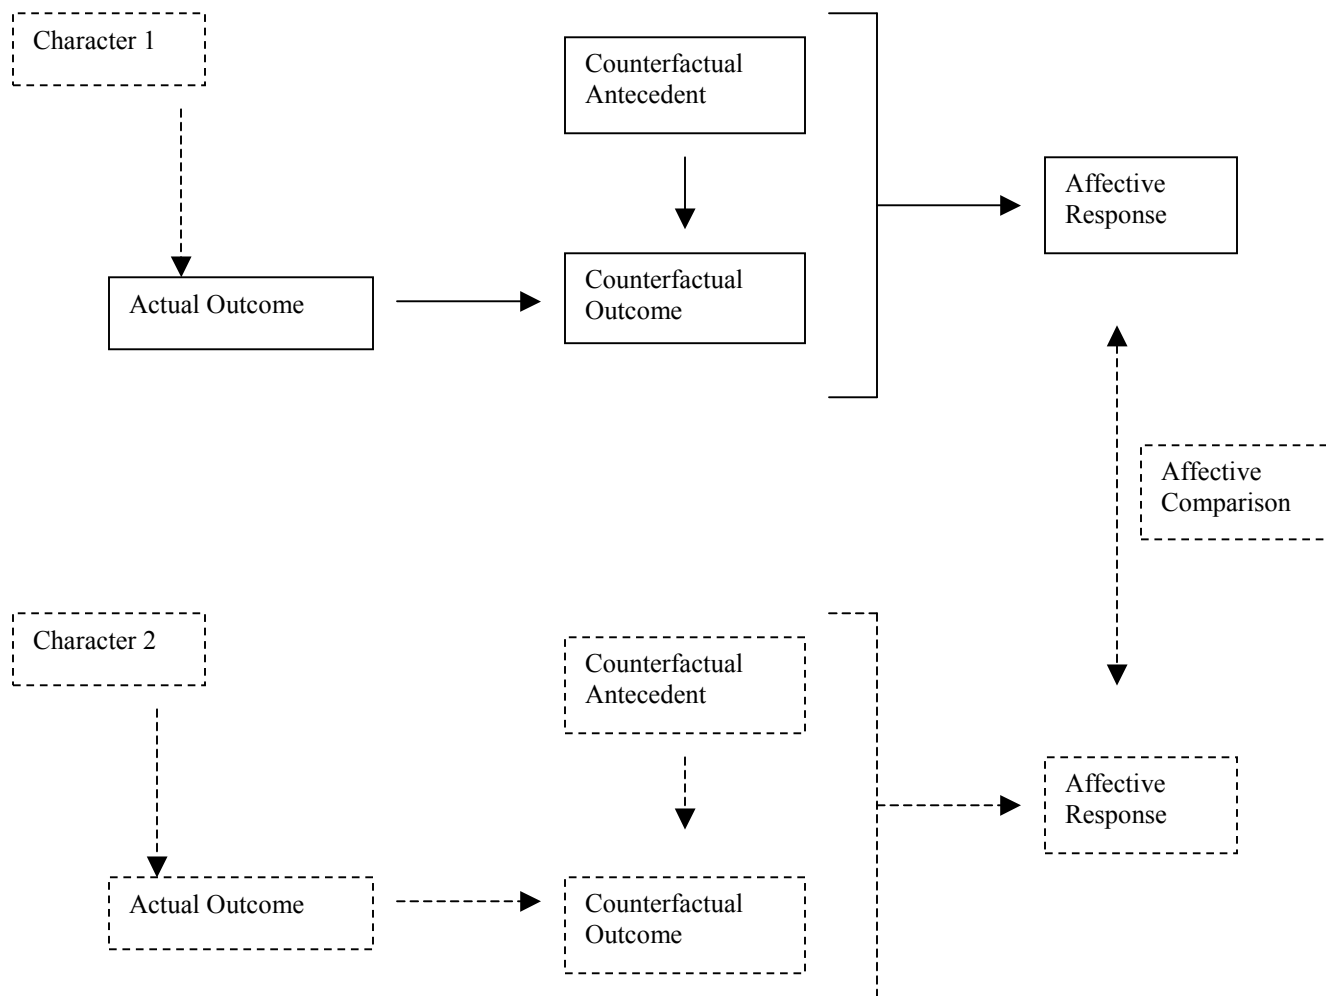 Character 1
Counterfactual
Antecedent
Affective
Response
Actual Outcome
Counterfactual
Outcome
Affective
Comparison
Character 2
Counterfactual
Antecedent
Affective
Response
Actual Outcome
Counterfactual
Outcome